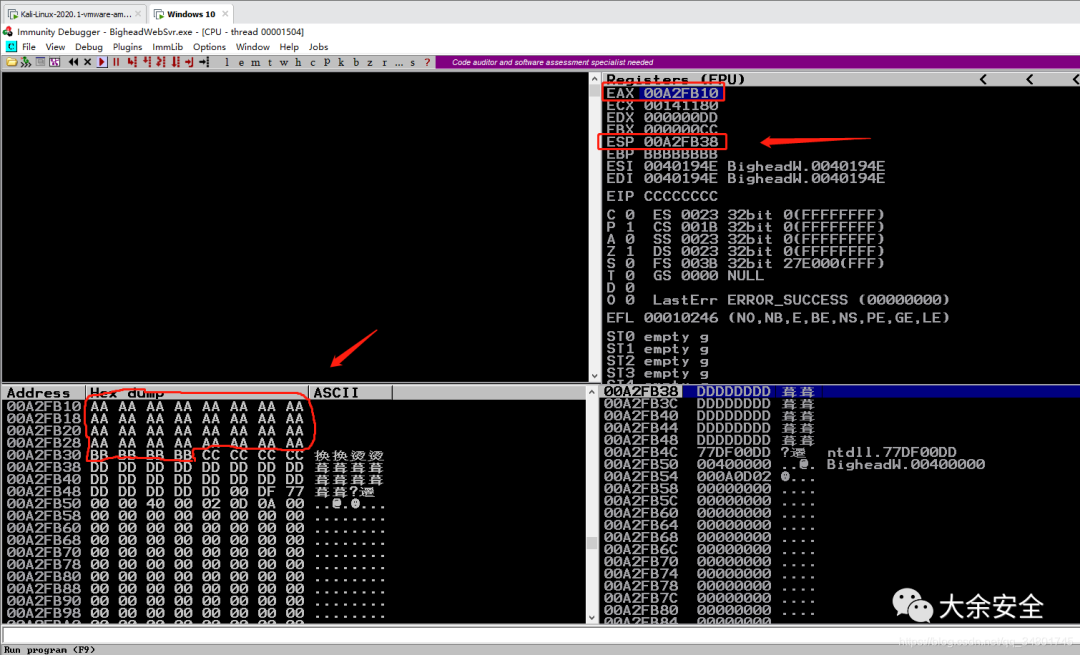 Kali-Linux-2020.1-vmware-am...
Windows 10
Immunity Debugger - BigheadWebSvr.exe - [CPU - thread 00001504]
C File View Debug Plugins ImmLib Options Window Help Jobs
l e m t w h c P k b z r ... s ?
Code auditor and software assessment specialist needed
Registers (FPU) < < <
EAX 00A2FB10
ECX 00141180
EDX 000000DD
EBX 000000CC
ESP 00A2FB38
EBP BBBBBBBB
ESI 0040194E BigheadW.0040194E
EDI 0040194E BigheadW.0040194E
EIP CCCCCCCC
C 0 ES 0023 32bit 0(FFFFFFFF)
P 1 CS 001B 32bit 0(FFFFFFFF)
A 0 SS 0023 32bit 0(FFFFFFFF)
Z 1 DS 0023 32bit 0(FFFFFFFF)
S 0 FS 003B 32bit 27E000(FFF)
T 0 GS 0000 NULL
D 0
O 0 LastErr ERROR_SUCCESS (00000000)
EFL 00010246 (NO,NB,E,BE,NS,PE,GE,LE)
ST0 empty g
ST1 empty g
ST2 empty g
ST3 empty g
Address Hex dump ASCII
00A2FB10 AA AA AA AA AA AA AA AA
00A2FB18 AA AA AA AA AA AA AA AA
00A2FB20 AA AA AA AA AA AA AA AA
00A2FB28 AA AA AA AA AA AA AA AA
00A2FB30 BB BB BB BB CC CC CC CC 换换烫烫
00A2FB38 DD DD DD DD DD DD DD DD 葺葺葺葺
00A2FB40 DD DD DD DD DD DD DD DD 葺葺葺葺
00A2FB48 DD DD DD DD DD 00 DF 77 葺葺?遷
00A2FB50 00 00 40 00 02 0D 0A 00 ..@.0...
00A2FB58 00 00 00 00 00 00 00 00 ........
00A2FB60 00 00 00 00 00 00 00 00 ........
00A2FB68 00 00 00 00 00 00 00 00 ........
00A2FB70 00 00 00 00 00 00 00 00 ........
00A2FB78 00 00 00 00 00 00 00 00 ........
00A2FB80 00 00 00 00 00 00 00 00 ........
00A2FB88 00 00 00 00 00 00 00 00 ........
00A2FB90 00 00 00 00 00 00 00 00 ........
00A2FB98 00 00 00 00 00 00 00 00 ........
00A2FB38 DDDDDDDD 葺葺
00A2FB3C DDDDDDDD 葺葺
00A2FB40 DDDDDDDD 葺葺
00A2FB44 DDDDDDDD 葺葺
00A2FB48 DDDDDDDD 葺葺
00A2FB4C 77DF00DD ?遷 ntdll.77DF00DD
00A2FB50 00400000 ..@. BigheadW.00400000
00A2FB54 000A0D02 0...
00A2FB58 00000000 ....
00A2FB5C 00000000 ....
00A2FB60 00000000 ....
00A2FB64 00000000 ....
00A2FB68 00000000 ....
00A2FB6C 00000000 ....
00A2FB70 00000000 ....
00A2FB74 00000000 ....
00A2FB78 00000000 ....
00A2FB7C 00000000 ....
00A2FB80 00000000 ....
00A2FB84 00000000 ....
大余安全
Run program (F9)